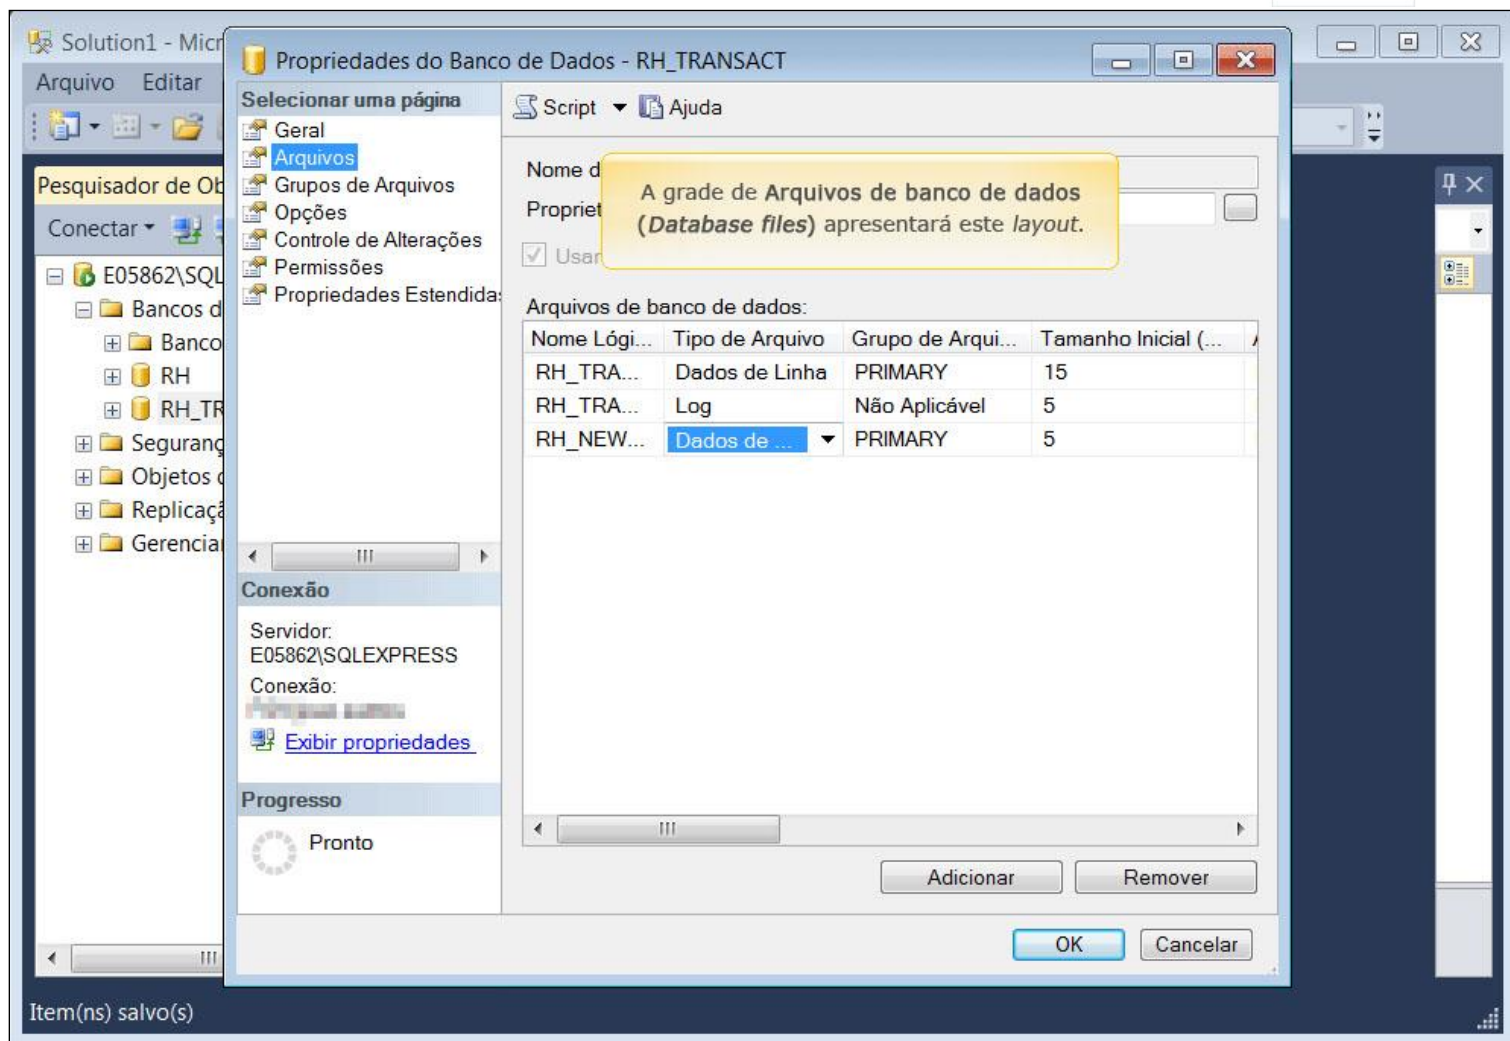 Solution1 - Micr
Arquivo Editar
Pesquisador de Ob
Conectar
E05862\SQL
Bancos d
Banco
RH
RH_TR
Seguranç
Objetos
Replicaçã
Gerencia
Item(ns) salvo(s)
Propriedades do Banco de Dados - RH_TRANSACT
Selecionar uma página
Geral
Arquivos
Grupos de Arquivos
Opções
Controle de Alterações
Permissões
Propriedades Estendida
Conexão
Servidor:
E05862\SQLEXPRESS
Conexão:
Exibir propriedades
Progresso
Pronto
Script Ajuda
Nome d
Propriet
Usar
A grade de Arquivos de banco de dados
(Database files) apresentará este layout.
Arquivos de banco de dados:
Nome Lógi... Tipo de Arquivo Grupo de Arqui... Tamanho Inicial (...
RH_TRA... Dados de Linha PRIMARY 15
RH_TRA... Log Não Aplicável 5
RH_NEW... Dados de ... PRIMARY 5
Adicionar Remover
OK Cancelar